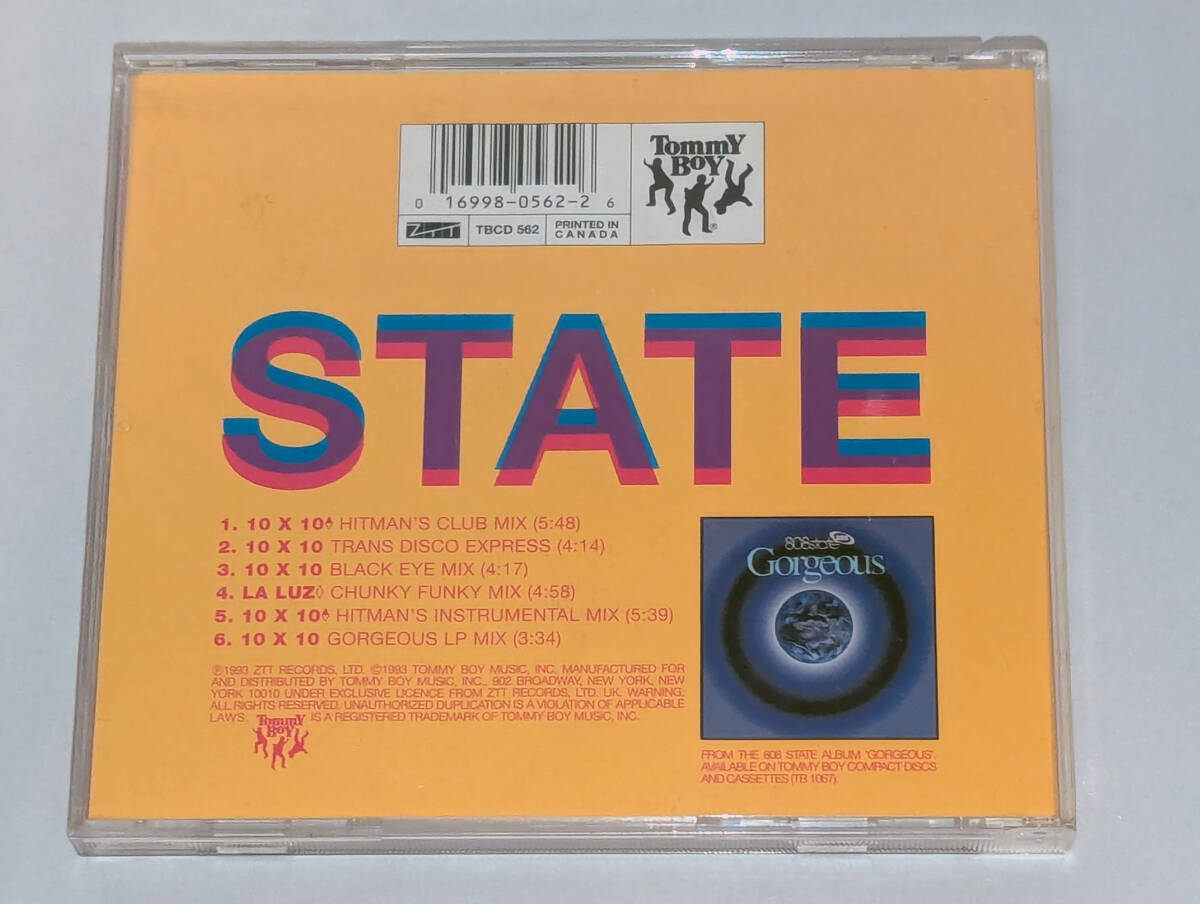 0 16998-0562-2 6
ZTT
TBCD 562
PRINTED IN
CANADA
TOMMY
BOY
®
STATE
1. 10 X 10 HITMAN'S CLUB MIX (5:48)
2. 10 X 10 TRANS DISCO EXPRESS (4:14)
3. 10 X 10 BLACK EYE MIX (4:17)
4. LA LUZ◊ CHUNKY FUNKY MIX (4:58)
5. 10 X 10 HITMAN'S INSTRUMENTAL MIX (5:39)
6. 10 X 10 GORGEOUS LP MIX (3:34)
℗1993 ZTT RECORDS, LTD. ©1993 TOMMY BOY MUSIC, INC. MANUFACTURED FOR
AND DISTRIBUTED BY TOMMY BOY MUSIC, INC., 902 BROADWAY, NEW YORK, NEW
YORK 10010 UNDER EXCLUSIVE LICENCE FROM ZTT RECORDS, LTD. UK. WARNING:
ALL RIGHTS RESERVED. UNAUTHORIZED DUPLICATION IS A VIOLATION OF APPLICABLE
LAWS. TOMMY BOY IS A REGISTERED TRADEMARK OF TOMMY BOY MUSIC, INC.
808state
Gorgeous
FROM THE 808 STATE ALBUM 'GORGEOUS'.
AVAILABLE ON TOMMY BOY COMPACT DISCS
AND CASSETTES (TB 1067).